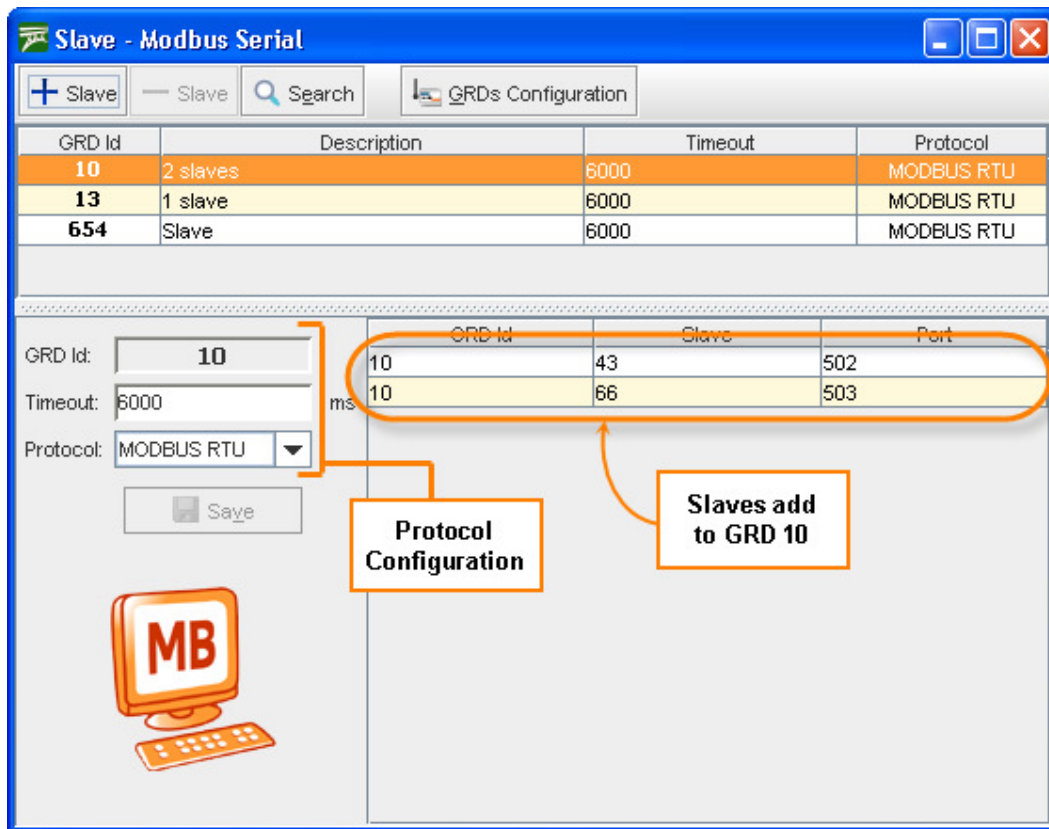 Slave - Modbus Serial
Slave Slave Search GRDs Configuration
GRD Id Description Timeout Protocol
10 2 slaves 6000 MODBUS RTU
13 1 slave 6000 MODBUS RTU
654 Slave 6000 MODBUS RTU
GRD Id Slave Port
GRD Id: 10
10 43 502
Timeout: 6000 ms
10 66 503
Protocol: MODBUS RTU
Save
Protocol
Configuration
Slaves add
to GRD 10
MB